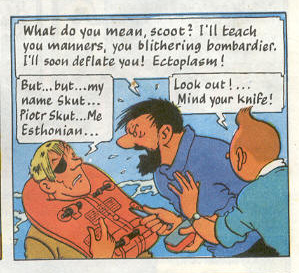 What do you mean, scoot? I'll teach
you manners, you blithering bombardier.
I'll soon deflate you! Ectoplasm!
But...but...my
name Skut...
Piotr Skut...Me
Esthonian...
Look out!...
Mind your knife!